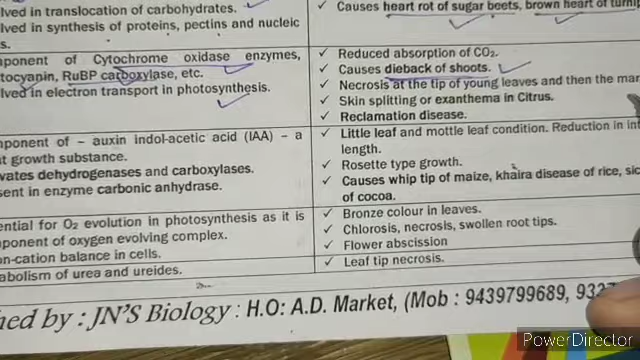 lved in translocation of carbohydrates.
lved in synthesis of proteins, pectins and nucleic
s.
ponent of Cytochrome oxidase enzymes,
tocyanin, RuBP carboxylase, etc.
lved in electron transport in photosynthesis.
ponent of – auxin indol-acetic acid (IAA) – a
t growth substance.
vates dehydrogenases and carboxylases.
sent in enzyme carbonic anhydrase.
ential for O₂ evolution in photosynthesis as it is
ponent of oxygen evolving complex.
on-cation balance in cells.
abolism of urea and ureides.
Causes heart rot of sugar beets, brown heart of turnip
✓ Reduced absorption of CO₂.
✓ Causes dieback of shoots.
✓ Necrosis at the tip of young leaves and then the mar
✓ Skin splitting or exanthema in Citrus.
✓ Reclamation disease.
✓ Little leaf and mottle leaf condition. Reduction in int
length.
✓ Rosette type growth.
✓ Causes whip tip of maize, khaira disease of rice, sic
of cocoa.
✓ Bronze colour in leaves.
✓ Chlorosis, necrosis, swollen root tips.
✓ Flower abscission
✓ Leaf tip necrosis.
hed by : JN'S Biology : H.O: A.D. Market, (Mob : 9439799689, 9337
PowerDirector